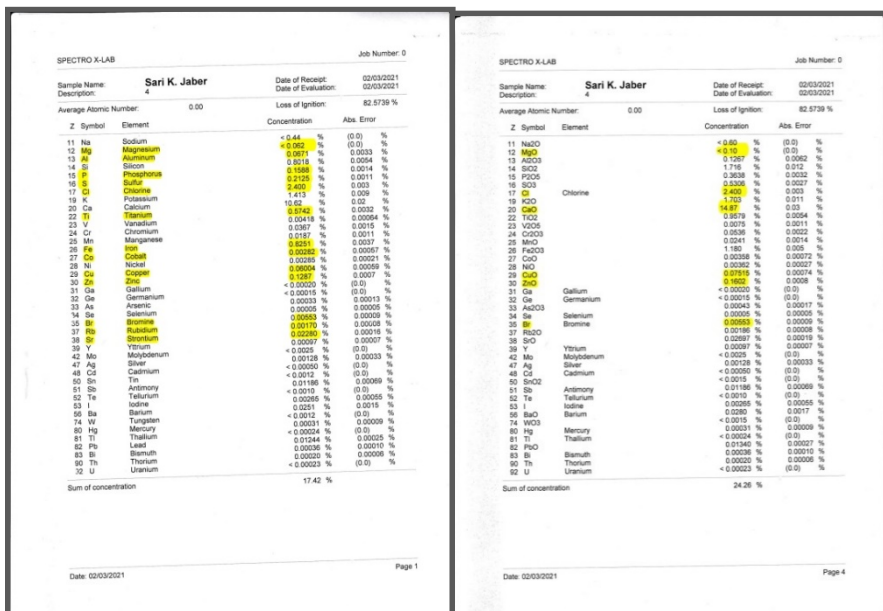 SPECTRO X-LAB Job Number: 0
Sample Name: Sari K. Jaber Date of Receipt: 02/03/2021
Description: 4 Date of Evaluation: 02/03/2021
Average Atomic Number: 0.00 Loss of Ignition: 82.5739 %
Z Symbol Element Concentration Abs. Error
11 Na Sodium < 0.44 % (0.0) %
12 Mg Magnesium < 0.062 % (0.0) %
13 Al Aluminum 0.0671 % 0.0033 %
14 Si Silicon 0.8018 % 0.0054 %
15 P Phosphorus 0.1588 % 0.0014 %
16 S Sulfur 0.2125 % 0.0011 %
17 Cl Chlorine 2.400 % 0.003 %
19 K Potassium 1.413 % 0.009 %
20 Ca Calcium 10.62 % 0.02 %
22 Ti Titanium 0.5742 % 0.0032 %
23 V Vanadium 0.00418 % 0.00064 %
24 Cr Chromium 0.0367 % 0.0015 %
25 Mn Manganese 0.0187 % 0.0011 %
26 Fe Iron 0.8251 % 0.0037 %
27 Co Cobalt 0.00282 % 0.00057 %
28 Ni Nickel 0.00285 % 0.00021 %
29 Cu Copper 0.06004 % 0.00059 %
30 Zn Zinc 0.1287 % 0.0007 %
31 Ga Gallium < 0.00020 % (0.0) %
32 Ge Germanium < 0.00015 % (0.0) %
33 As Arsenic 0.00033 % 0.00013 %
34 Se Selenium 0.00005 % 0.00005 %
35 Br Bromine 0.00553 % 0.00009 %
37 Rb Rubidium 0.00170 % 0.00008 %
38 Sr Strontium 0.02280 % 0.00016 %
39 Y Yttrium 0.00097 % 0.00007 %
42 Mo Molybdenum < 0.0025 % (0.0) %
47 Ag Silver 0.00128 % 0.00033 %
48 Cd Cadmium < 0.00050 % (0.0) %
50 Sn Tin < 0.0012 % (0.0) %
51 Sb Antimony 0.01186 % 0.00069 %
52 Te Tellurium < 0.0010 % (0.0) %
53 I Iodine 0.00265 % 0.00055 %
56 Ba Barium 0.0251 % 0.0015 %
74 W Tungsten < 0.0012 % (0.0) %
80 Hg Mercury 0.00031 % 0.00009 %
81 Tl Thallium < 0.00024 % (0.0) %
82 Pb Lead 0.01244 % 0.00025 %
83 Bi Bismuth 0.00036 % 0.00010 %
90 Th Thorium 0.00020 % 0.00006 %
92 U Uranium < 0.00023 % (0.0) %
Sum of concentration 17.42 %
Date: 02/03/2021 Page 1
SPECTRO X-LAB Job Number: 0
Sample Name: Sari K. Jaber Date of Receipt: 02/03/2021
Description: 4 Date of Evaluation: 02/03/2021
Average Atomic Number: 0.00 Loss of Ignition: 82.5739 %
Z Symbol Element Concentration Abs. Error
11 Na2O < 0.60 % (0.0) %
12 MgO < 0.10 % (0.0) %
13 Al2O3 0.1267 % 0.0062 %
14 SiO2 1.716 % 0.012 %
15 P2O5 0.3638 % 0.0032 %
16 SO3 0.5306 % 0.0027 %
17 Cl Chlorine 2.400 % 0.003 %
19 K2O 1.703 % 0.011 %
20 CaO 14.87 % 0.03 %
22 TiO2 0.9579 % 0.0054 %
23 V2O5 0.0075 % 0.0011 %
24 Cr2O3 0.0536 % 0.0022 %
25 MnO 0.0241 % 0.0014 %
26 Fe2O3 1.180 % 0.005 %
27 CoO 0.00358 % 0.00072 %
28 NiO 0.00362 % 0.00027 %
29 CuO 0.07515 % 0.00074 %
30 ZnO 0.1602 % 0.0008 %
31 Ga Gallium < 0.00020 % (0.0) %
32 Ge Germanium < 0.00015 % (0.0) %
33 As2O3 0.00043 % 0.00017 %
34 Se Selenium 0.00005 % 0.00005 %
35 Br Bromine 0.00553 % 0.00009 %
37 Rb2O 0.00186 % 0.00008 %
38 SrO 0.02697 % 0.00019 %
39 Y Yttrium 0.00097 % 0.00007 %
42 Mo Molybdenum < 0.0025 % (0.0) %
47 Ag Silver 0.00128 % 0.00033 %
48 Cd Cadmium < 0.00050 % (0.0) %
50 SnO2 < 0.0015 % (0.0) %
51 Sb Antimony 0.01186 % 0.00069 %
52 Te Tellurium < 0.0010 % (0.0) %
53 I Iodine 0.00265 % 0.00055 %
56 BaO Barium 0.0280 % 0.0017 %
74 WO3 < 0.0015 % (0.0) %
80 Hg Mercury 0.00031 % 0.00009 %
81 Tl Thallium < 0.00024 % (0.0) %
82 PbO 0.01340 % 0.00027 %
83 Bi Bismuth 0.00036 % 0.00010 %
90 Th Thorium 0.00020 % 0.00006 %
92 U Uranium < 0.00023 % (0.0) %
Sum of concentration 24.26 %
Date: 02/03/2021 Page 4